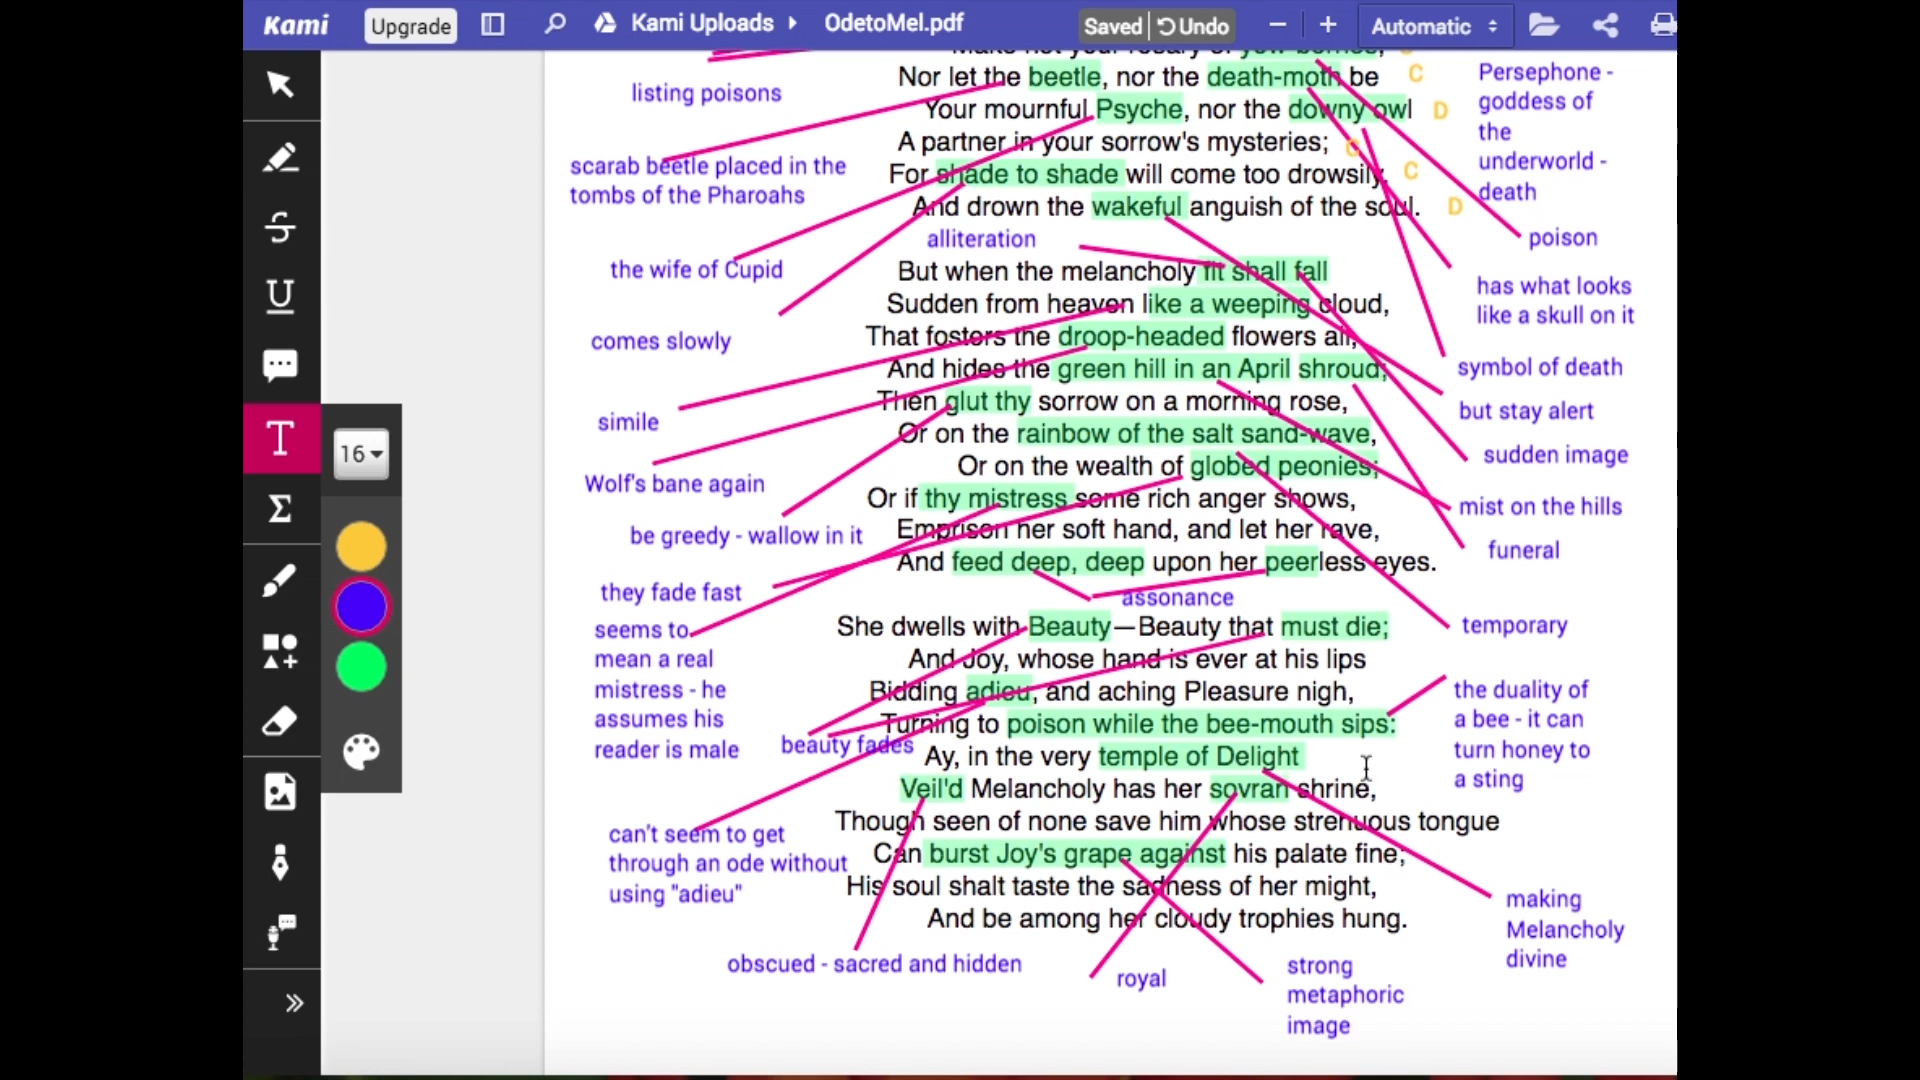 Kami Upgrade Kami Uploads OdetoMel.pdf Saved Undo Automatic
Nor let the beetle, nor the death-moth be C
Your mournful Psyche, nor the downy owl D
A partner in your sorrow's mysteries; C
For shade to shade will come too drowsily, C
And drown the wakeful anguish of the soul. D
But when the melancholy fit shall fall
Sudden from heaven like a weeping cloud,
That fosters the droop-headed flowers all,
And hides the green hill in an April shroud;
Then glut thy sorrow on a morning rose,
Or on the rainbow of the salt sand-wave,
Or on the wealth of globed peonies;
Or if thy mistress some rich anger shows,
Emprison her soft hand, and let her rave,
And feed deep, deep upon her peerless eyes.
She dwells with Beauty—Beauty that must die;
And Joy, whose hand is ever at his lips
Bidding adieu, and aching Pleasure nigh,
Turning to poison while the bee-mouth sips:
Ay, in the very temple of Delight
Veil'd Melancholy has her sovran shrine,
Though seen of none save him whose strenuous tongue
Can burst Joy's grape against his palate fine;
His soul shalt taste the sadness of her might,
And be among her cloudy trophies hung.
listing poisons
scarab beetle placed in the
tombs of the Pharoahs
the wife of Cupid
comes slowly
simile
Wolf's bane again
be greedy - wallow in it
they fade fast
seems to
mean a real
mistress - he
assumes his
reader is male
beauty fades
can't seem to get
through an ode without
using "adieu"
obscued - sacred and hidden
alliteration
assonance
royal
strong
metaphoric
image
Persephone -
goddess of
the
underworld -
death
poison
has what looks
like a skull on it
symbol of death
but stay alert
sudden image
mist on the hills
funeral
temporary
the duality of
a bee - it can
turn honey to
a sting
making
Melancholy
divine
16